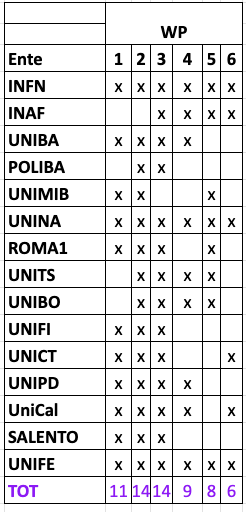 WP
Ente 1 2 3 4 5 6
INFN x x x x x x
INAF x x x x
UNIBA x x x x
POLIBA x x
UNIMIB x x x
UNINA x x x x x x
ROMA1 x x x x
UNITS x x x x
UNIBO x x x x
UNIFI x x x
UNICT x x x x
UNIPD x x x x
UniCal x x x x x
SALENTO x x x
UNIFE x x x x x x
TOT 11 14 14 9 8 6